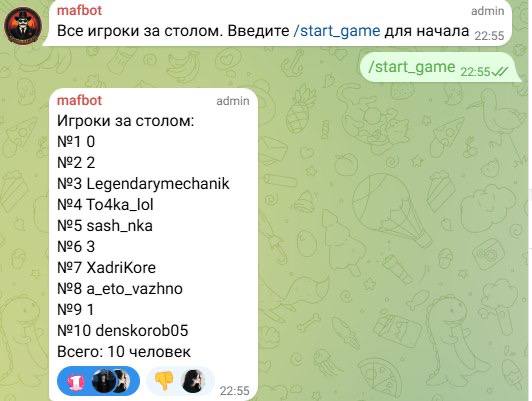 mafbot admin
Все игроки за столом. Введите /start_game для начала 22:55
/start_game 22:55
mafbot admin
Игроки за столом:
№1 0
№2 2
№3 Legendarymechanik
№4 To4ka_lol
№5 sash_nka
№6 3
№7 XadriKore
№8 a_eto_vazhno
№9 1
№10 denskorob05
Всего: 10 человек
22:55